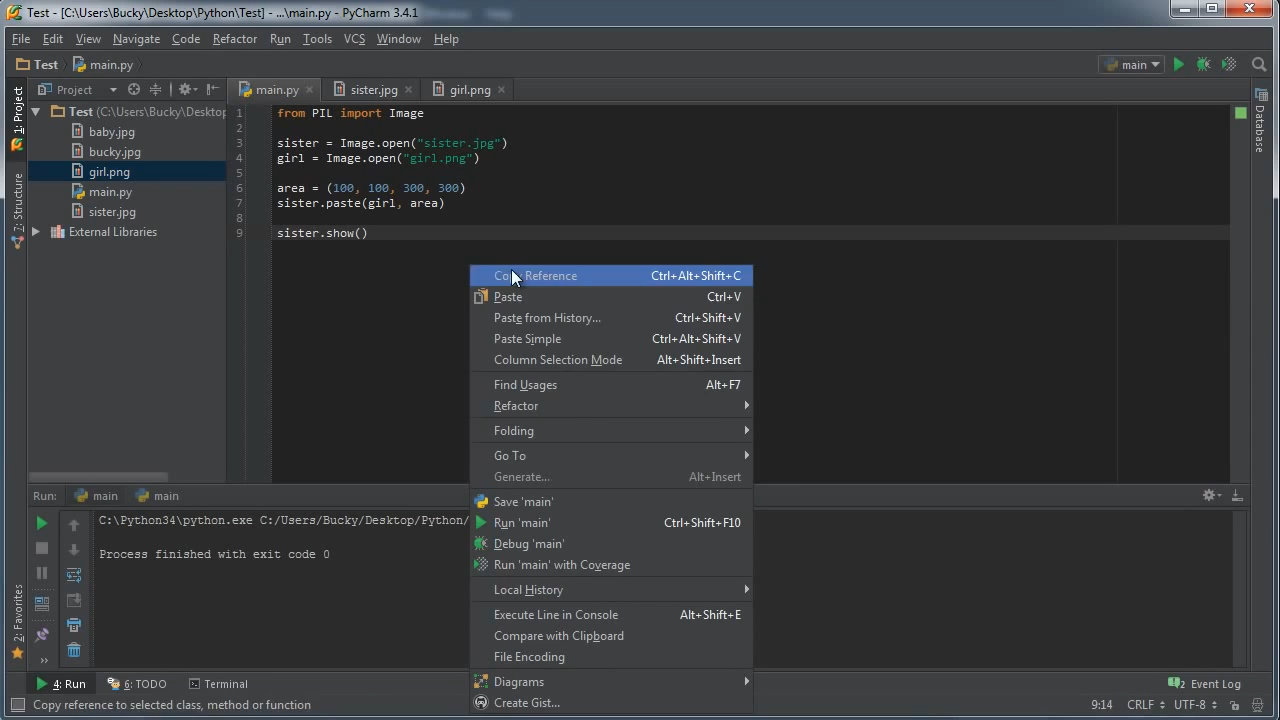 Test - [C:\Users\Bucky\Desktop\Python\Test] - ...\main.py - PyCharm 3.4.1
File Edit View Navigate Code Refactor Run Tools VCS Window Help
Test main.py main
1: Project
7: Structure
2: Favorites
Project
Test (C:\Users\Bucky\Desktop
baby.jpg
bucky.jpg
girl.png
main.py
sister.jpg
External Libraries
main.py sister.jpg girl.png
1 from PIL import Image
2
3 sister = Image.open("sister.jpg")
4 girl = Image.open("girl.png")
5
6 area = (100, 100, 300, 300)
7 sister.paste(girl, area)
8
9 sister.show()
Database
Copy Reference Ctrl+Alt+Shift+C
Paste Ctrl+V
Paste from History... Ctrl+Shift+V
Paste Simple Ctrl+Alt+Shift+V
Column Selection Mode Alt+Shift+Insert
Find Usages Alt+F7
Refactor
Folding
Go To
Generate... Alt+Insert
Save 'main'
Run 'main' Ctrl+Shift+F10
Debug 'main'
Run 'main' with Coverage
Local History
Execute Line in Console Alt+Shift+E
Compare with Clipboard
File Encoding
Diagrams
Create Gist...
Run: main main
C:\Python34\python.exe C:/Users/Bucky/Desktop/Python/
Process finished with exit code 0
4: Run 6: TODO Terminal 2 Event Log
Copy reference to selected class, method or function 9:14 CRLF UTF-8